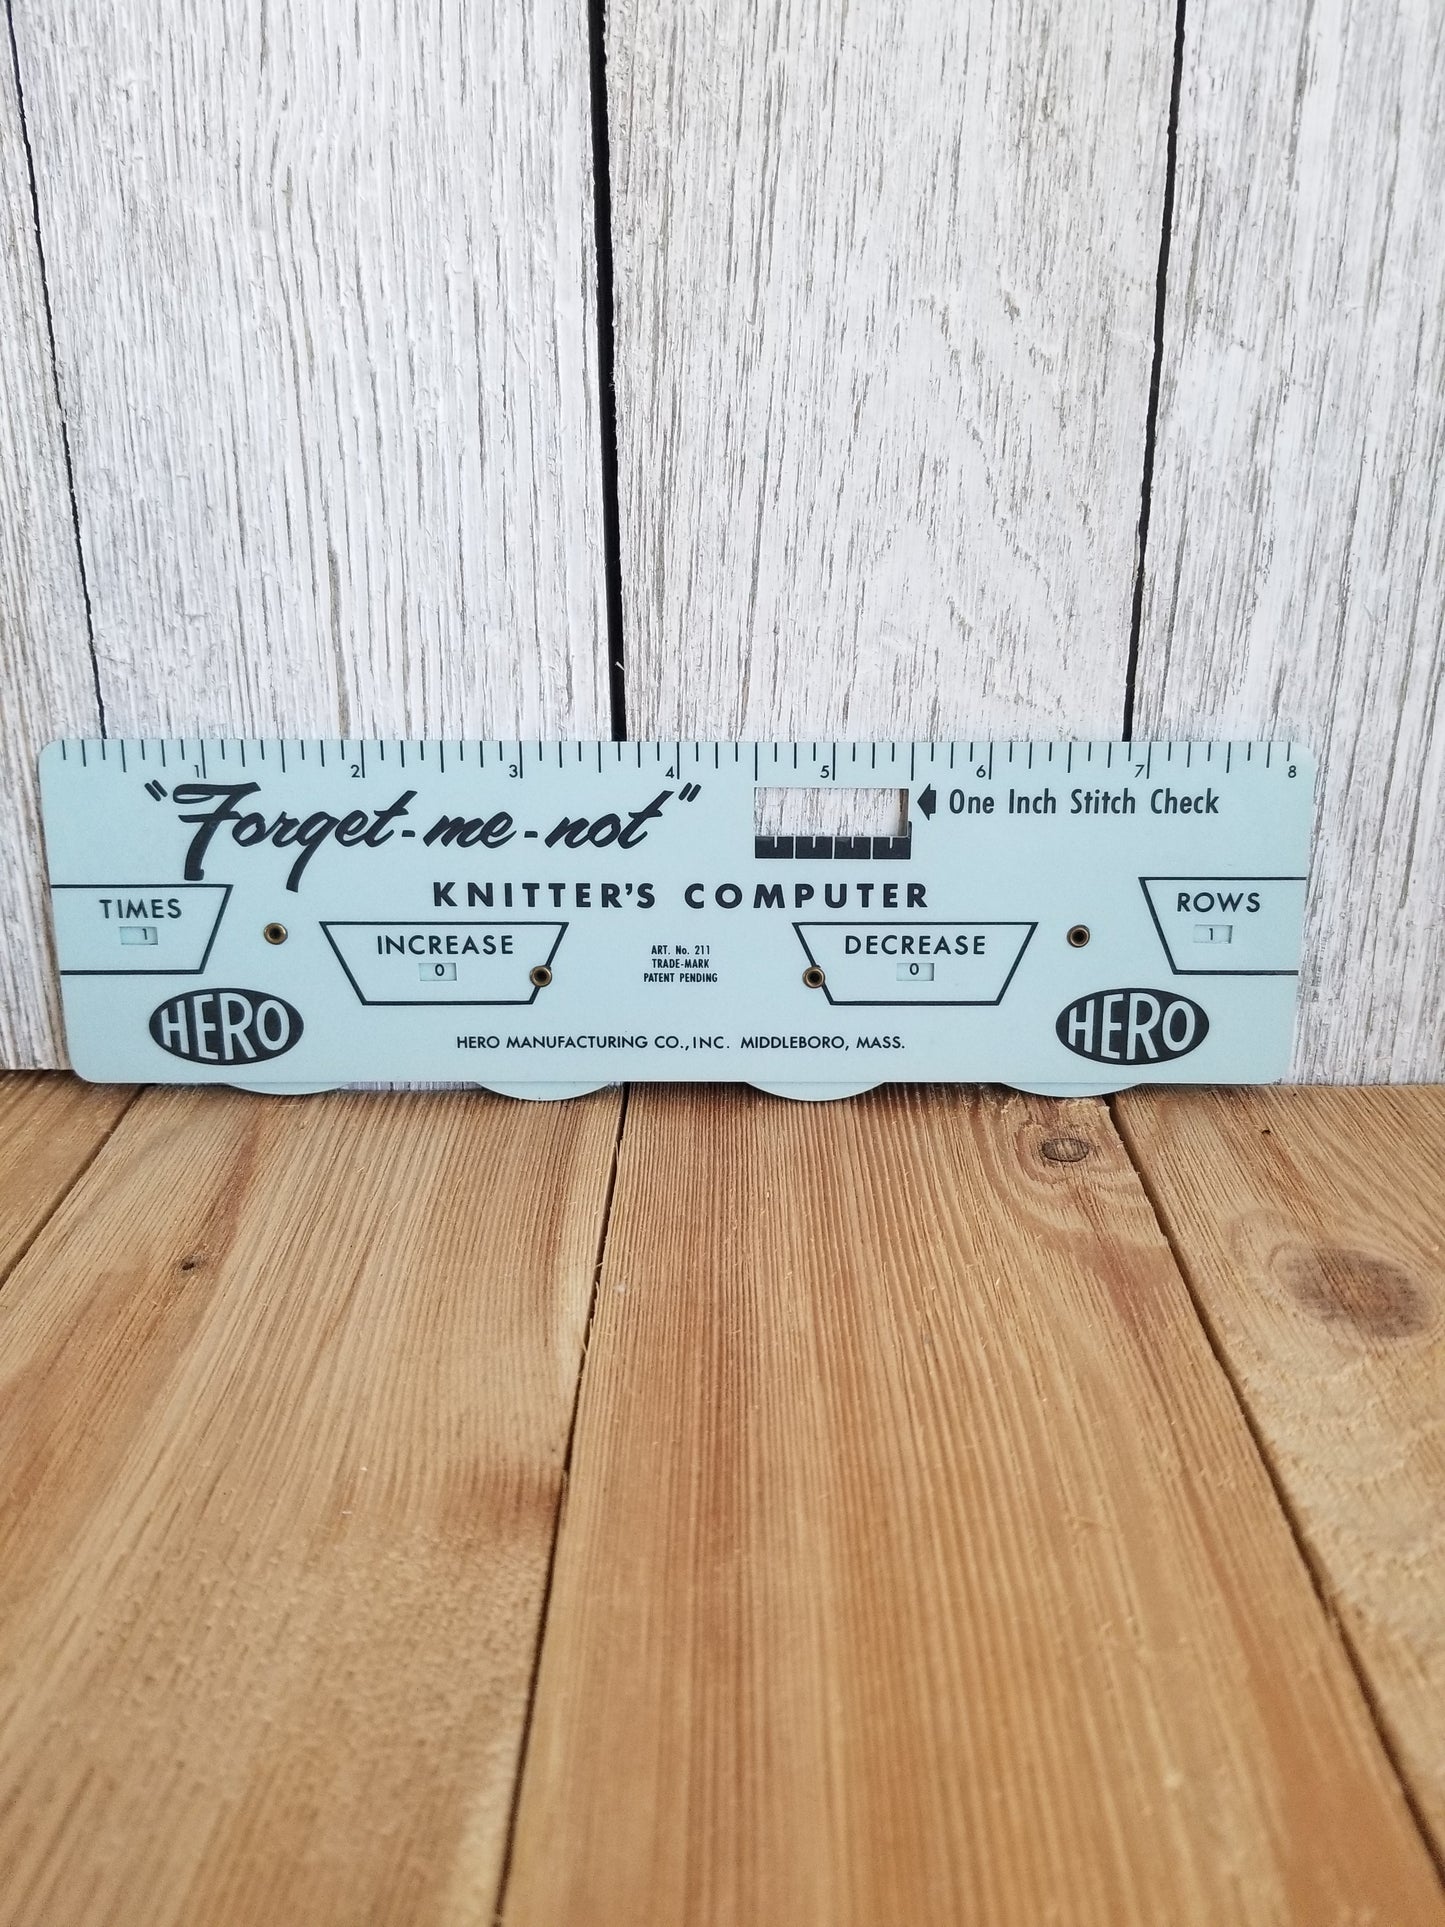 1 2 3 4 5 6 7 8
"Forget-me-not"
One Inch Stitch Check
KNITTER'S COMPUTER
TIMES
1
INCREASE
0
ART. No. 211
TRADE-MARK
PATENT PENDING
DECREASE
0
ROWS
1
HERO
HERO MANUFACTURING CO., INC. MIDDLEBORO, MASS.
HERO